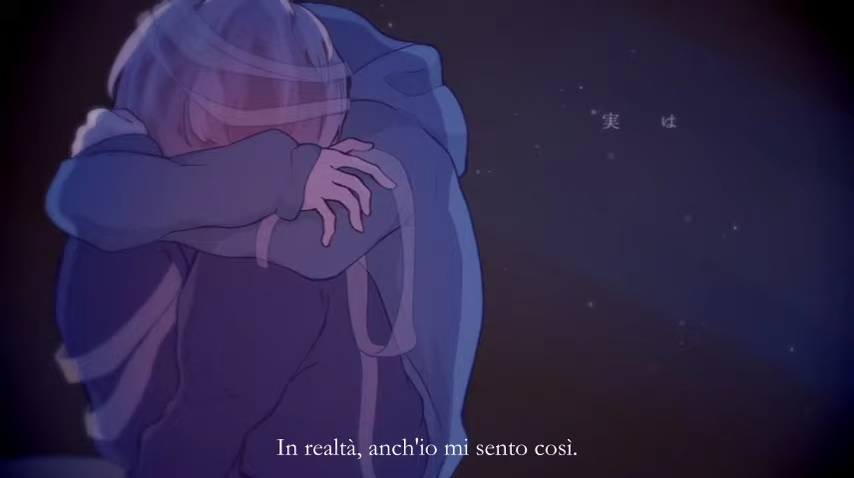 実 は
In realtà, anch'io mi sento così.